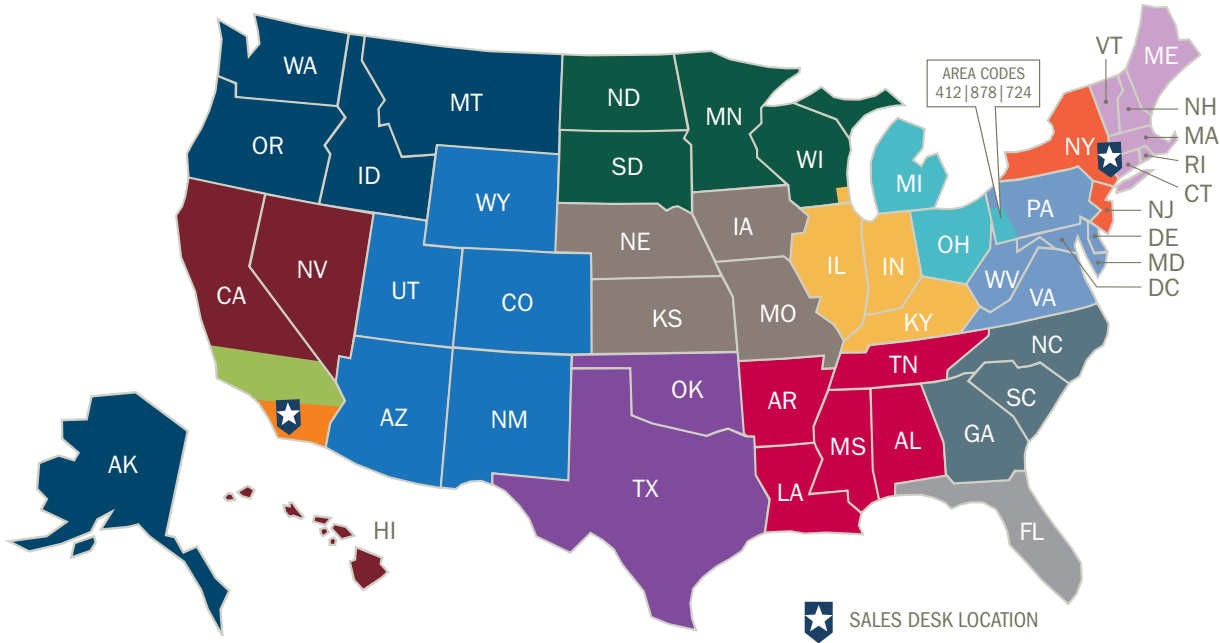 VT
ME
WA
AREA CODES
412|878|724
MT
ND
NH
MN
MA
OR
NY
WI
RI
SD
ID
MI
CT
WY
PA
NJ
IA
DE
NE
OH
IL
IN
MD
NV
WV
CA
UT
DC
VA
CO
KS
MO
KY
NC
TN
OK
SC
AR
AZ
NM
GA
MS
AL
AK
TX
LA
HI
FL
SALES DESK LOCATION